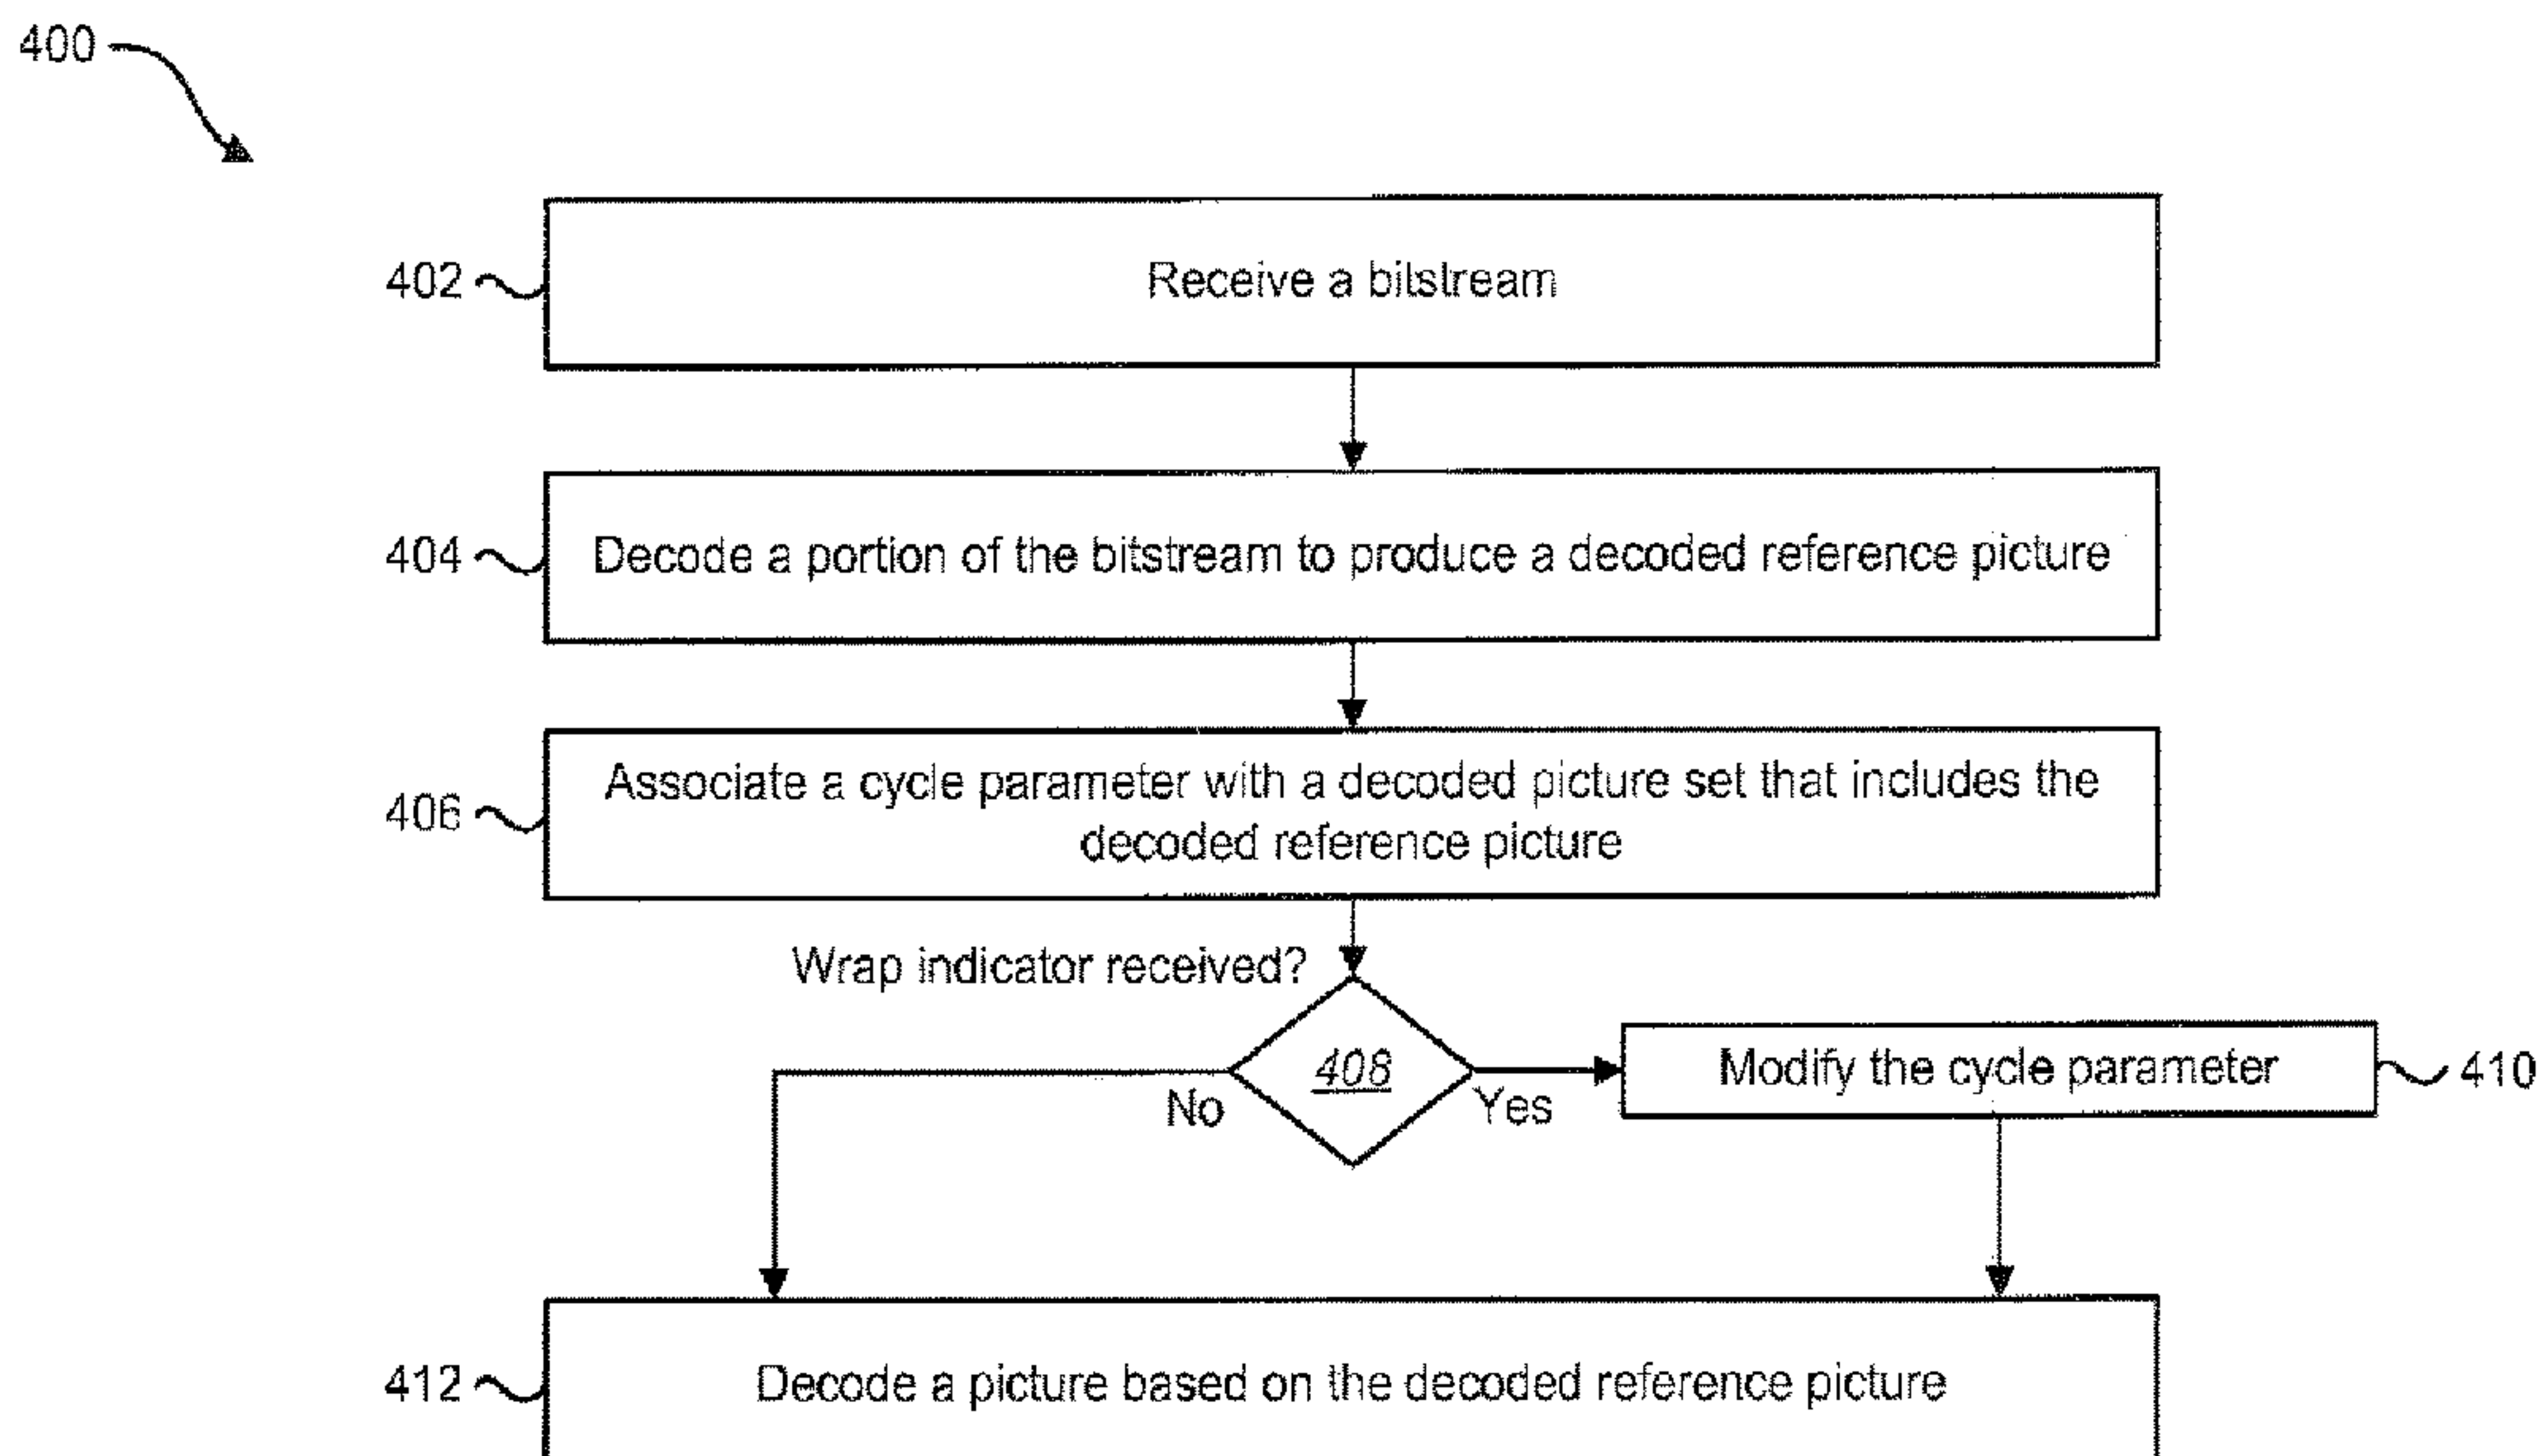 400
402
Receive a bitstream
404
Decode a portion of the bitstream to produce a decoded reference picture
406
Associate a cycle parameter with a decoded picture set that includes the
decoded reference picture
Wrap indicator received?
408
No
Yes
Modify the cycle parameter
410
412
Decode a picture based on the decoded reference picture